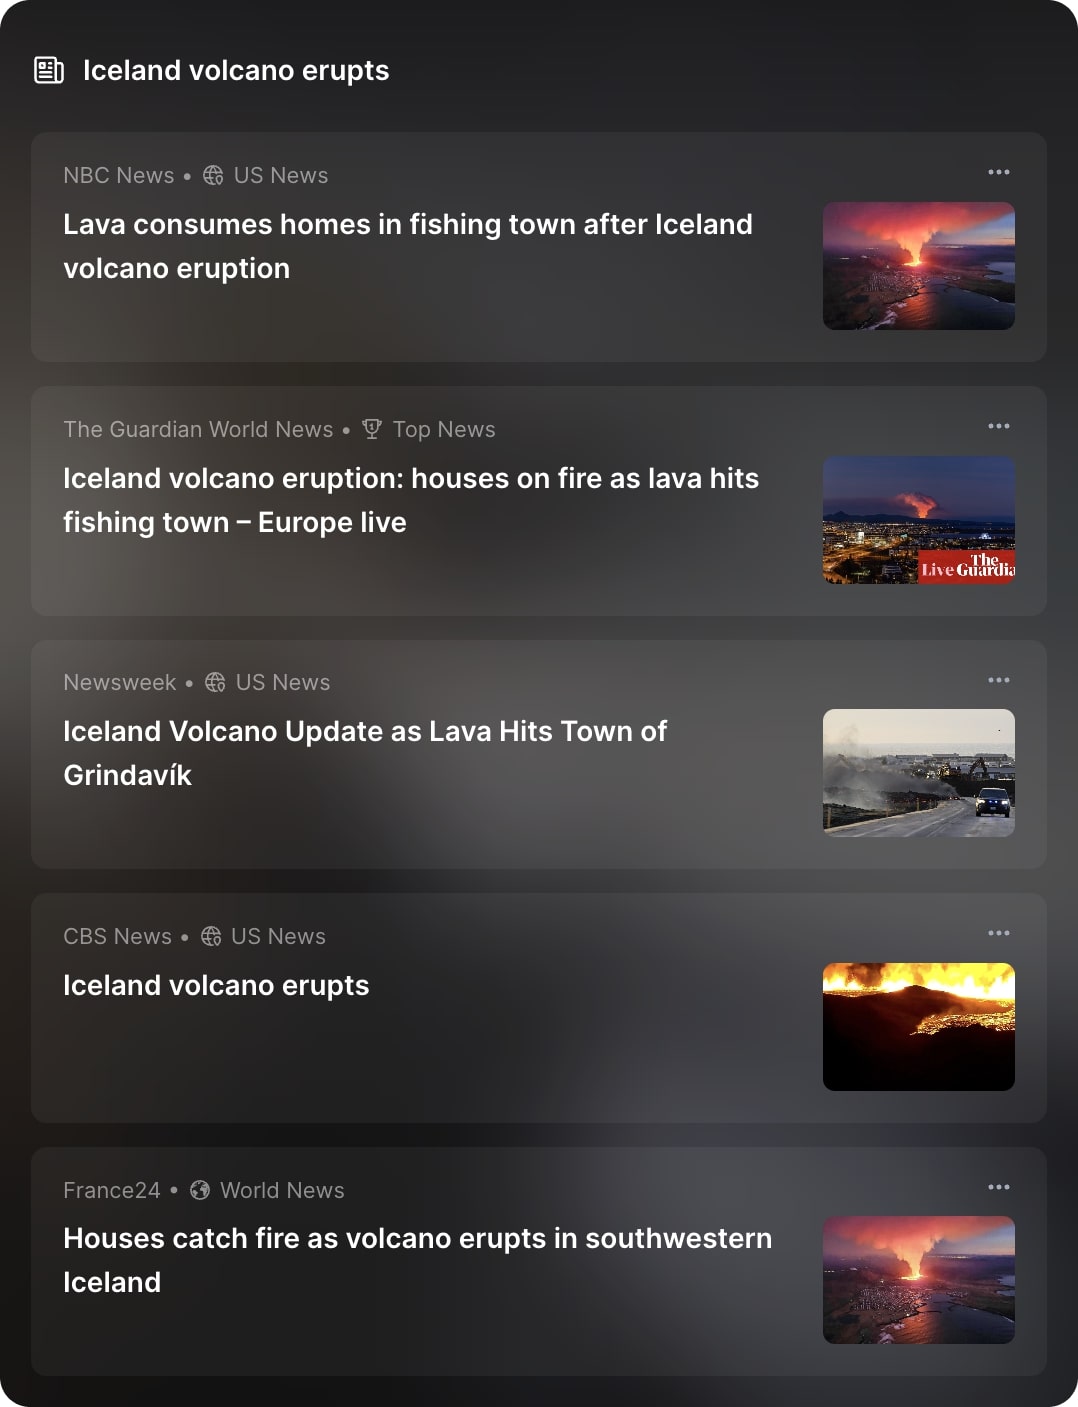 Iceland volcano erupts
NBC News • US News
Lava consumes homes in fishing town after Iceland
volcano eruption
The Guardian World News • Top News
Iceland volcano eruption: houses on fire as lava hits
fishing town – Europe live
The
Live Guardia
Newsweek • US News
Iceland Volcano Update as Lava Hits Town of
Grindavík
CBS News • US News
Iceland volcano erupts
France24 • World News
Houses catch fire as volcano erupts in southwestern
Iceland